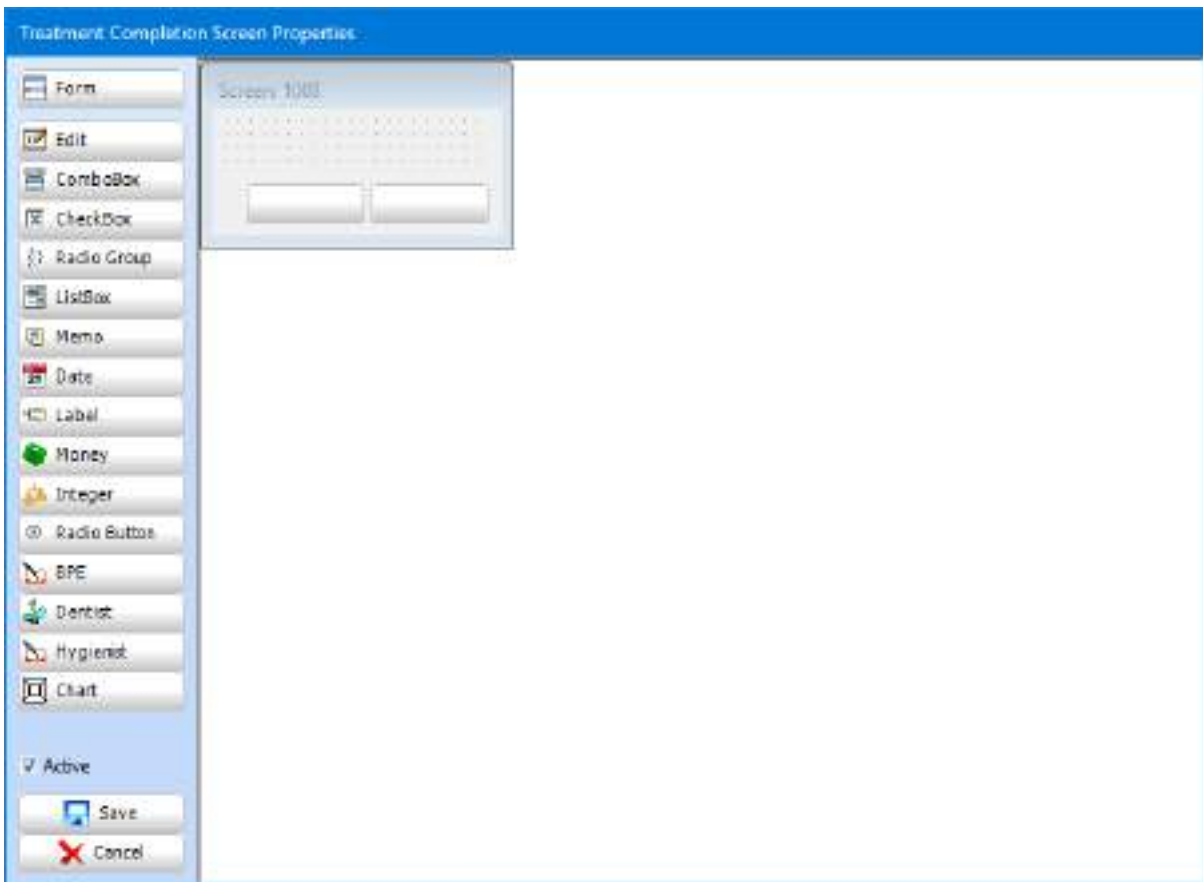 Treatment Completion Screen Properties
Form
Screen 1003
Edit
ComboBox
CheckBox
Radio Group
ListBox
Memo
Date
Label
Money
Integer
Radio Button
BPE
Dentist
Hygienist
Chart
Active
Save
Cancel